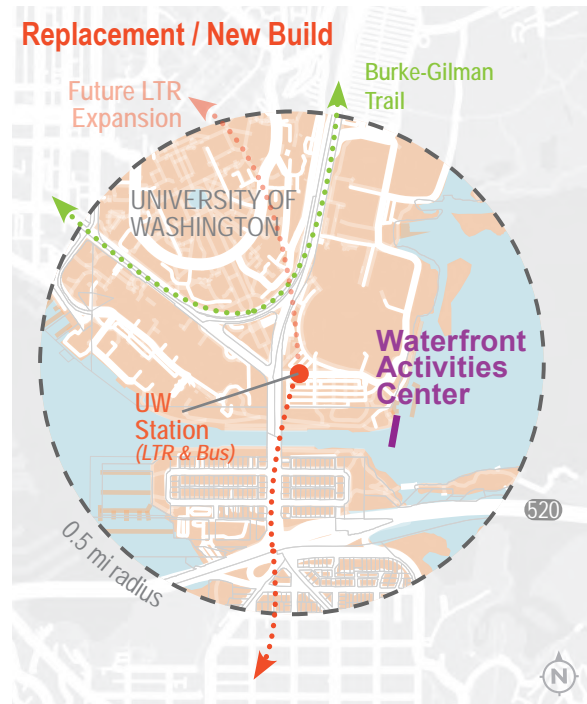 Replacement / New Build
Burke-Gilman
Trail
Future LTR
Expansion
UNIVERSITY OF
WASHINGTON
Waterfront
Activities
Center
UW
Station
(LTR & Bus)
520
0.5 mi radius
N